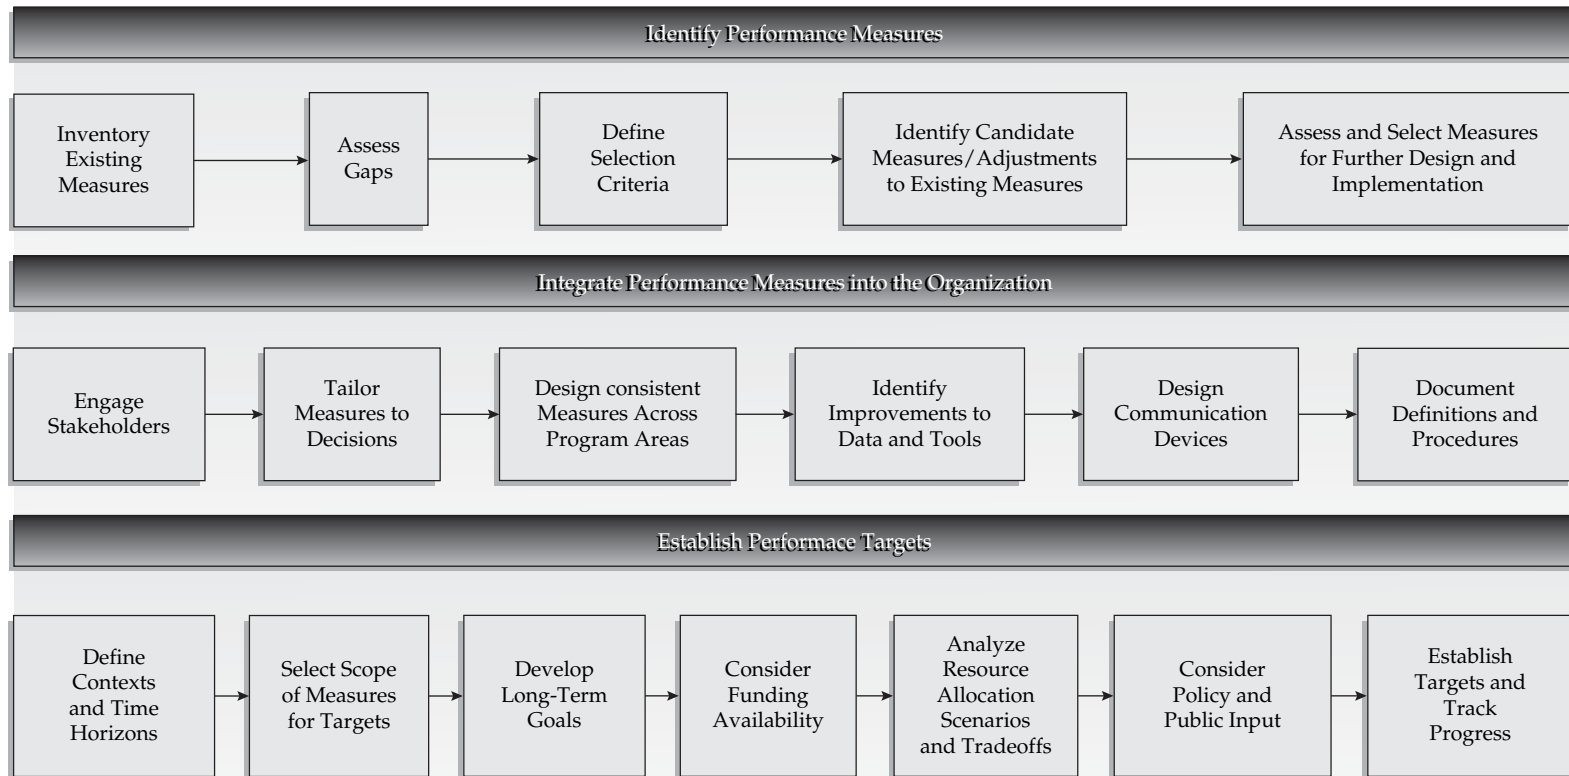 Identify Performance Measures
Inventory
Existing
Measures
Assess
Gaps
Define
Selection
Criteria
Identify Candidate
Measures/Adjustments
to Existing Measures
Assess and Select Measures
for Further Design and
Implementation
Integrate Performance Measures into the Organization
Engage
Stakeholders
Tailor
Measures to
Decisions
Design consistent
Measures Across
Program Areas
Identify
Improvements to
Data and Tools
Design
Communication
Devices
Document
Definitions and
Procedures
Establish Performace Targets
Define
Contexts
and Time
Horizons
Select Scope
of Measures
for Targets
Develop
Long-Term
Goals
Consider
Funding
Availability
Analyze
Resource
Allocation
Scenarios
and Tradeoffs
Consider
Policy and
Public Input
Establish
Targets and
Track
Progress